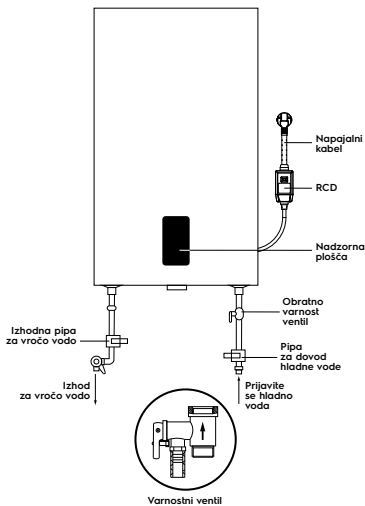 Napajalni
kabel
RCD
Nadzorna
plošča
Obratno
varnost
ventil
Izhodna pipa
za vročo vodo
Pipa
za dovod
hladne vode
Izhod
za vročo vodo
Prijavite
se hladno
voda
Varnostni ventil